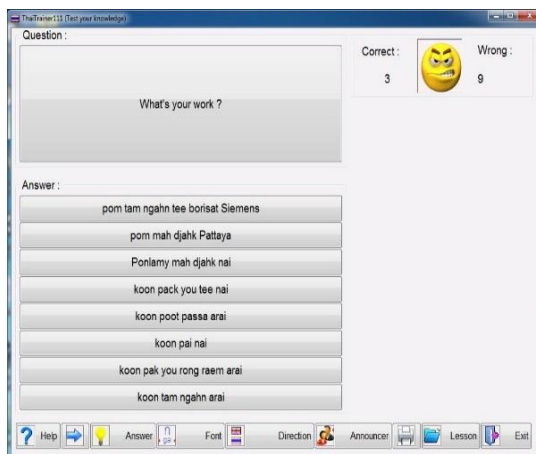 ThaiTrainer111 (Test your knowledge)
Question :
What's your work ?
Correct :
Wrong :
3
9
Answer :
pom tam ngahn tee borisat Siemens
pom mah djahk Pattaya
Ponlamy mah djahk nai
koon pack you tee nai
koon poot passa arai
koon pai nai
koon pak you rong raem arai
koon tam ngahn arai
Help Answer Font Direction Announcer Lesson Exit